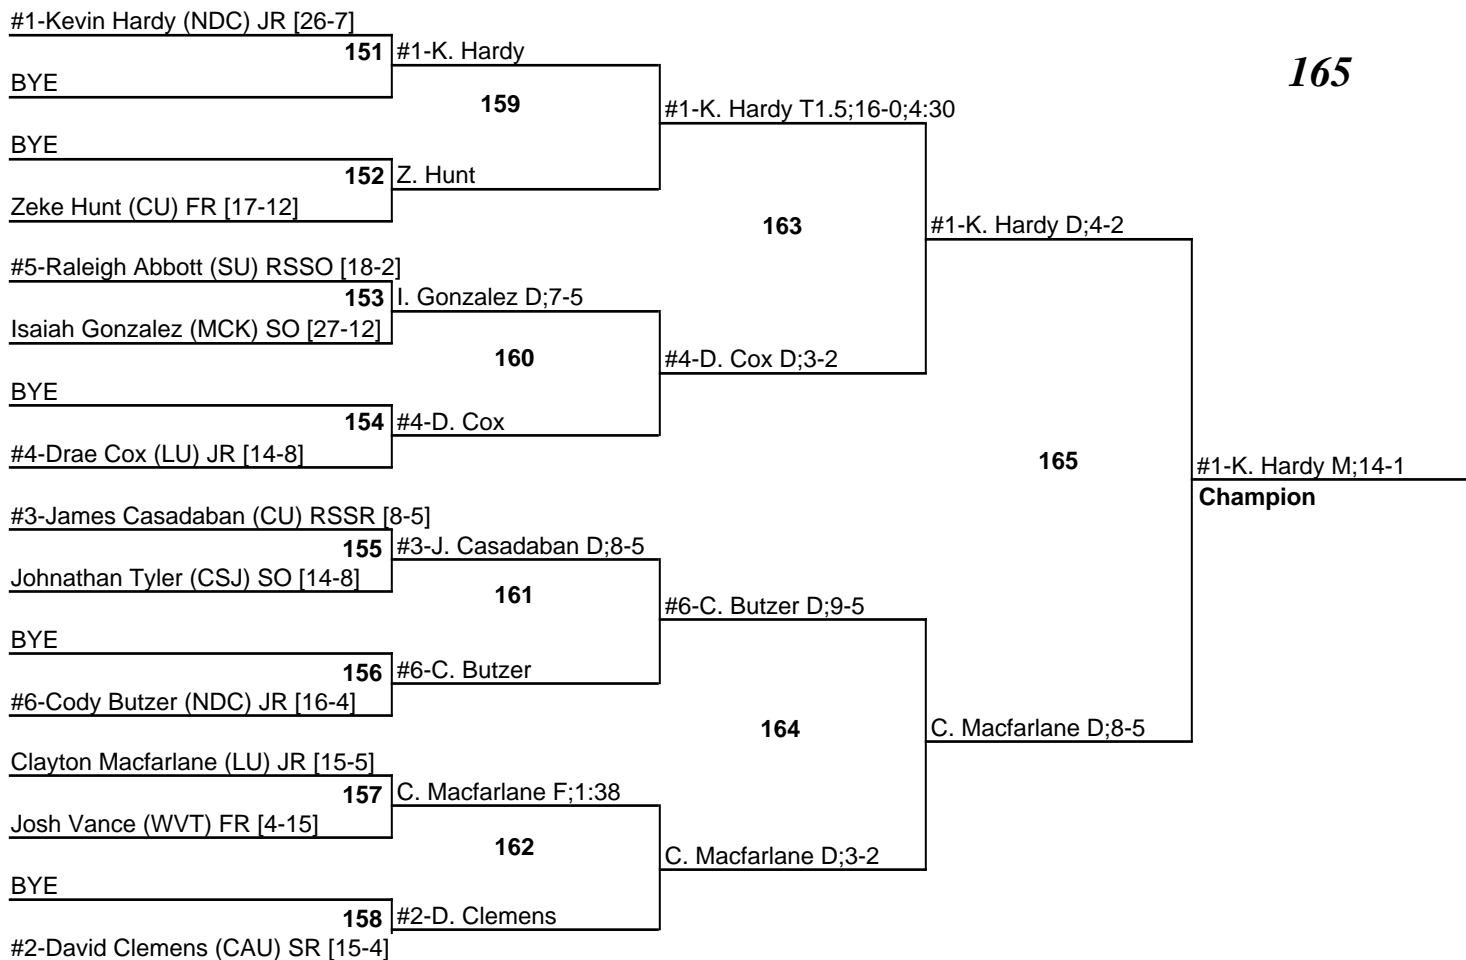 #1-Kevin Hardy (NDC) JR [26-7]
151 #1-K. Hardy
165
BYE
159
#1-K. Hardy T1.5;16-0;4:30
BYE
152 Z. Hunt
Zeke Hunt (CU) FR [17-12]
163
#1-K. Hardy D;4-2
#5-Raleigh Abbott (SU) RSSO [18-2]
153 I. Gonzalez D;7-5
Isaiah Gonzalez (MCK) SO [27-12]
160
#4-D. Cox D;3-2
BYE
154 #4-D. Cox
#4-Drae Cox (LU) JR [14-8]
165
#1-K. Hardy M;14-1
Champion
#3-James Casadaban (CU) RSSR [8-5]
155 #3-J. Casadaban D;8-5
Johnathan Tyler (CSJ) SO [14-8]
161
#6-C. Butzer D;9-5
BYE
156 #6-C. Butzer
#6-Cody Butzer (NDC) JR [16-4]
164
C. Macfarlane D;8-5
Clayton Macfarlane (LU) JR [15-5]
157 C. Macfarlane F;1:38
Josh Vance (WVT) FR [4-15]
162
C. Macfarlane D;3-2
BYE
158 #2-D. Clemens
#2-David Clemens (CAU) SR [15-4]